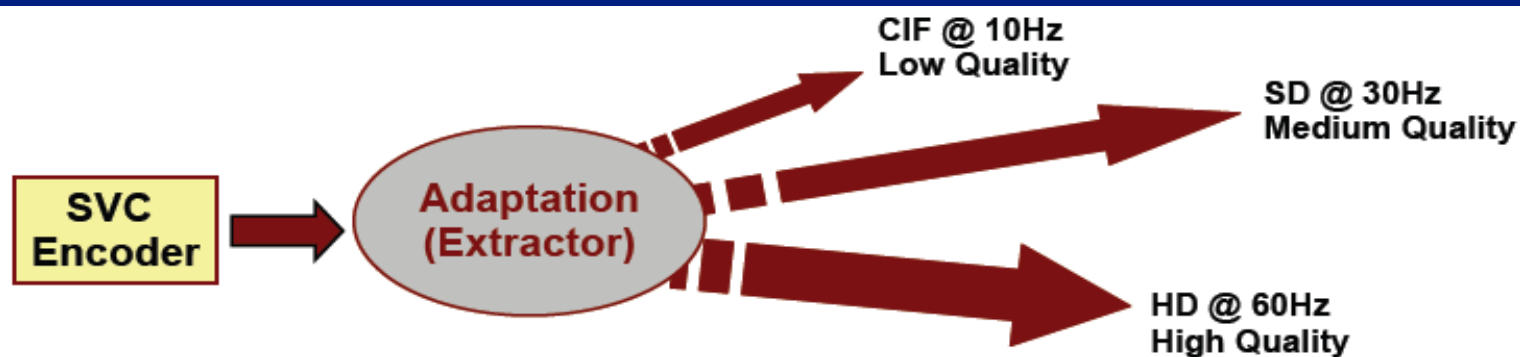 CIF @ 10Hz
Low Quality
SD @ 30Hz
Medium Quality
SVC
Encoder
Adaptation
(Extractor)
HD @ 60Hz
High Quality